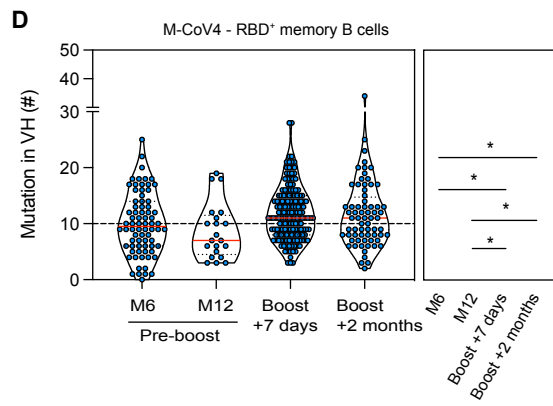 D
M-CoV4 - RBD⁺ memory B cells
Mutation in VH (#)
50
40
30
20
10
0
M6
M12
Boost
+7 days
Boost
+2 months
Pre-boost
*
*
*
*
M6
M12
Boost +7 days
Boost +2 months